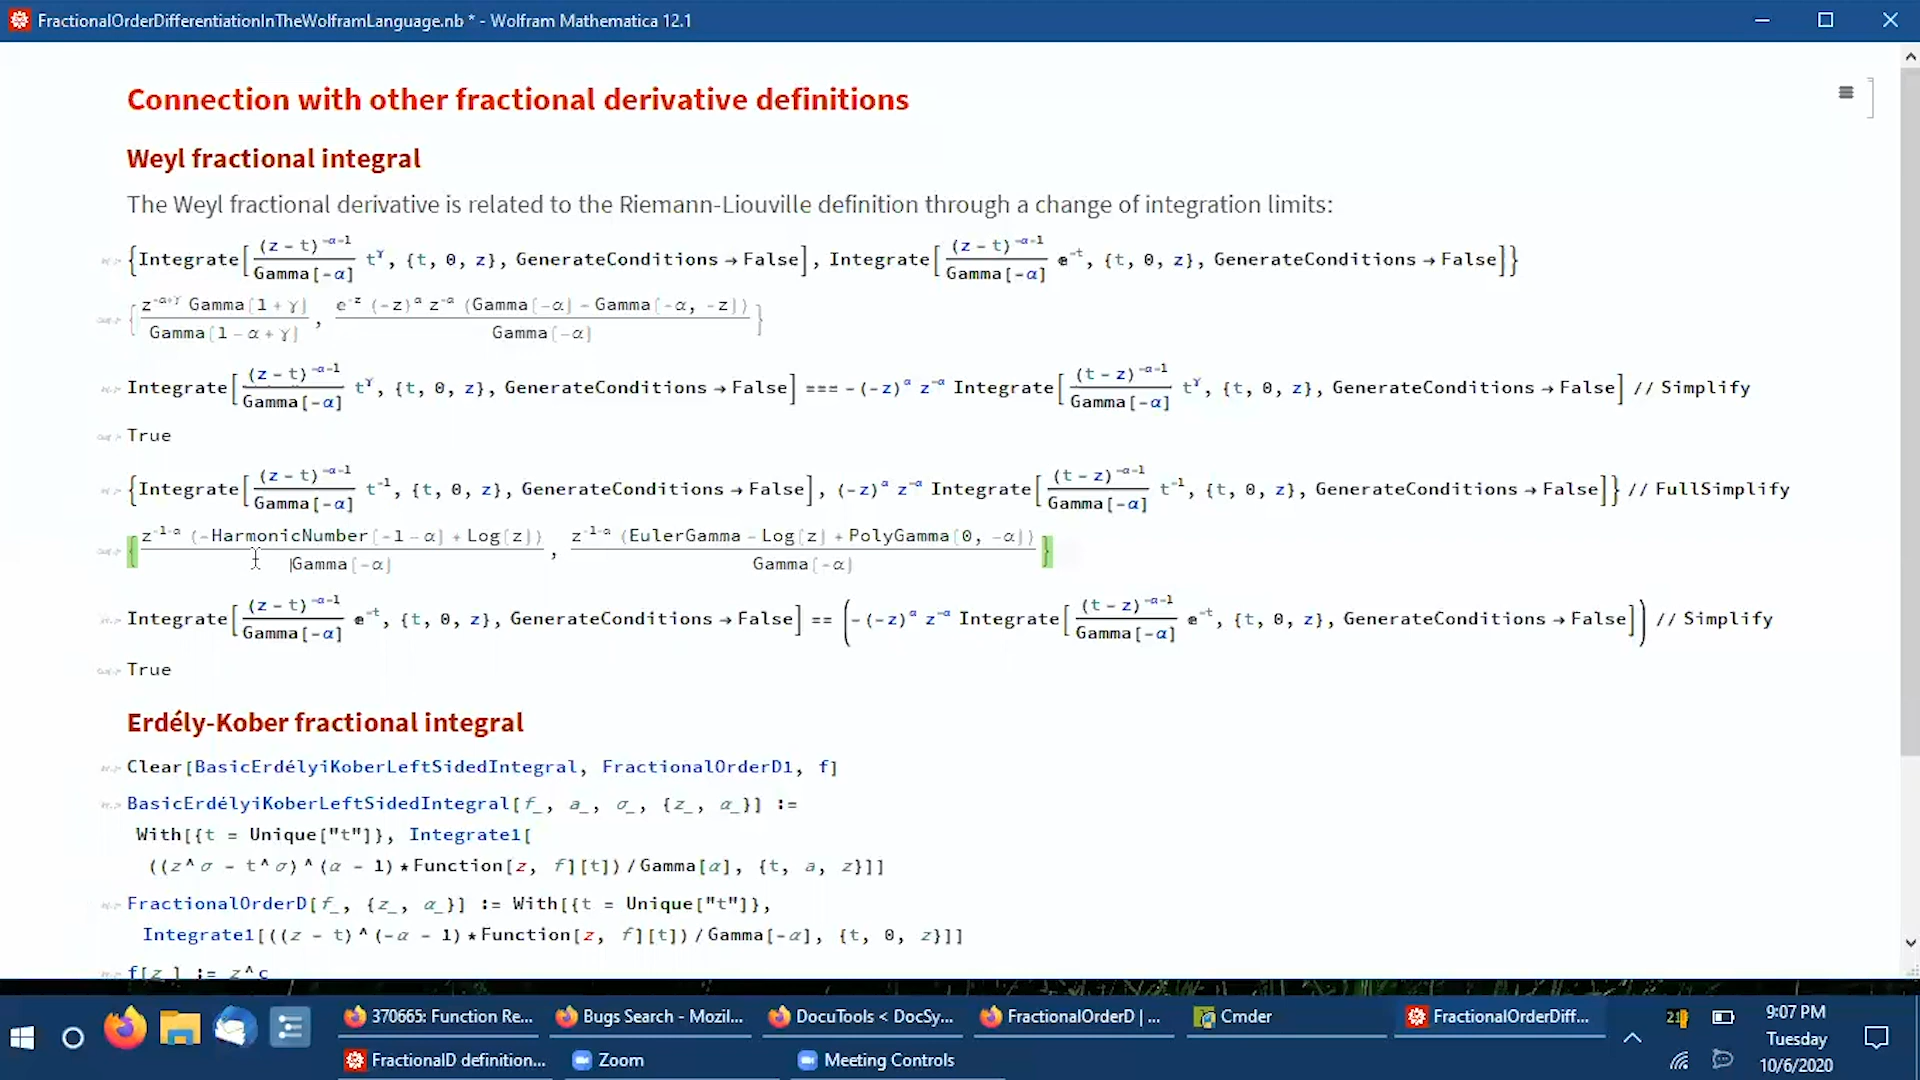 FractionalOrderDifferentiationInTheWolframLanguage.nb * - Wolfram Mathematica 12.1
Connection with other fractional derivative definitions
Weyl fractional integral
The Weyl fractional derivative is related to the Riemann-Liouville definition through a change of integration limits:
{Integrate[(z - t)^(-α-1)/Gamma[-α] t^γ, {t, 0, z}, GenerateConditions → False], Integrate[(z - t)^(-α-1)/Gamma[-α] e^-t, {t, 0, z}, GenerateConditions → False]}
{z^(-α+γ) Gamma[1 + γ]/Gamma[1 - α + γ], e^-z (-z)^α z^-α (Gamma[-α] - Gamma[-α, -z])/Gamma[-α]}
Integrate[(z - t)^(-α-1)/Gamma[-α] t^γ, {t, 0, z}, GenerateConditions → False] === -(-z)^α z^-α Integrate[(t - z)^(-α-1)/Gamma[-α] t^γ, {t, 0, z}, GenerateConditions → False] // Simplify
True
{Integrate[(z - t)^(-α-1)/Gamma[-α] t^-1, {t, 0, z}, GenerateConditions → False], (-z)^α z^-α Integrate[(t - z)^(-α-1)/Gamma[-α] t^-1, {t, 0, z}, GenerateConditions → False]} // FullSimplify
{z^(-1-α) (-HarmonicNumber[-1 - α] + Log[z])/Gamma[-α], z^(-1-α) (EulerGamma - Log[z] + PolyGamma[0, -α])/Gamma[-α]}
Integrate[(z - t)^(-α-1)/Gamma[-α] e^-t, {t, 0, z}, GenerateConditions → False] == (-(-z)^α z^-α Integrate[(t - z)^(-α-1)/Gamma[-α] e^-t, {t, 0, z}, GenerateConditions → False]) // Simplify
True
Erdély-Kober fractional integral
Clear[BasicErdélyiKoberLeftSidedIntegral, FractionalOrderD1, f]
BasicErdélyiKoberLeftSidedIntegral[f_, a_, σ_, {z_, α_}] :=
With[{t = Unique["t"]}, Integrate1[
((z^σ - t^σ)^(α - 1)*Function[z, f][t])/Gamma[α], {t, a, z}]]
FractionalOrderD[f_, {z_, α_}] := With[{t = Unique["t"]},
Integrate1[((z - t)^(-α - 1)*Function[z, f][t])/Gamma[-α], {t, 0, z}]]
f[z_] := z^c
370665: Function Re...
Bugs Search - Mozil...
DocuTools < DocSy...
FractionalOrderD | ...
Cmder
FractionalOrderDiff...
FractionalD definition...
Zoom
Meeting Controls
9:07 PM
Tuesday
10/6/2020